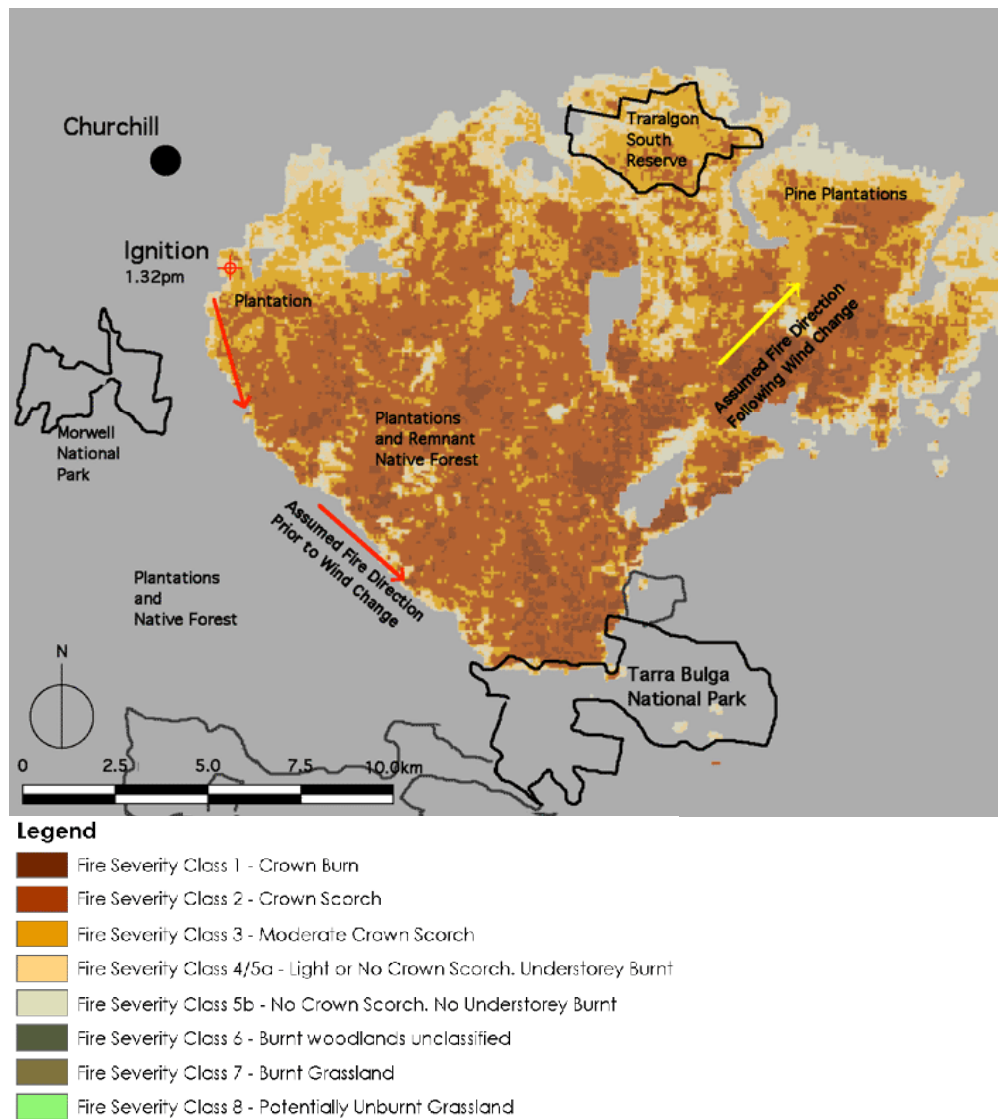 Churchill
Traralgon
South
Reserve
Pine Plantations
Ignition
1.32pm
Plantation
Assumed Fire Direction
Following Wind Change
Morwell
National
Park
Plantations
and Remnant
Native Forest
Assumed Fire Direction
Prior to Wind Change
Plantations
and
Native Forest
N
Tarra Bulga
National Park
0 2.5 5.0 7.5 10.0km
Legend
Fire Severity Class 1 - Crown Burn
Fire Severity Class 2 - Crown Scorch
Fire Severity Class 3 - Moderate Crown Scorch
Fire Severity Class 4/5a - Light or No Crown Scorch. Understorey Burnt
Fire Severity Class 5b - No Crown Scorch. No Understorey Burnt
Fire Severity Class 6 - Burnt woodlands unclassified
Fire Severity Class 7 - Burnt Grassland
Fire Severity Class 8 - Potentially Unburnt Grassland